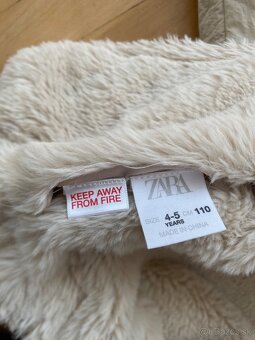 KEEP AWAY
FROM FIRE
ZARA
SIZE 4-5 CM 110
YEARS
MADE IN CHINA